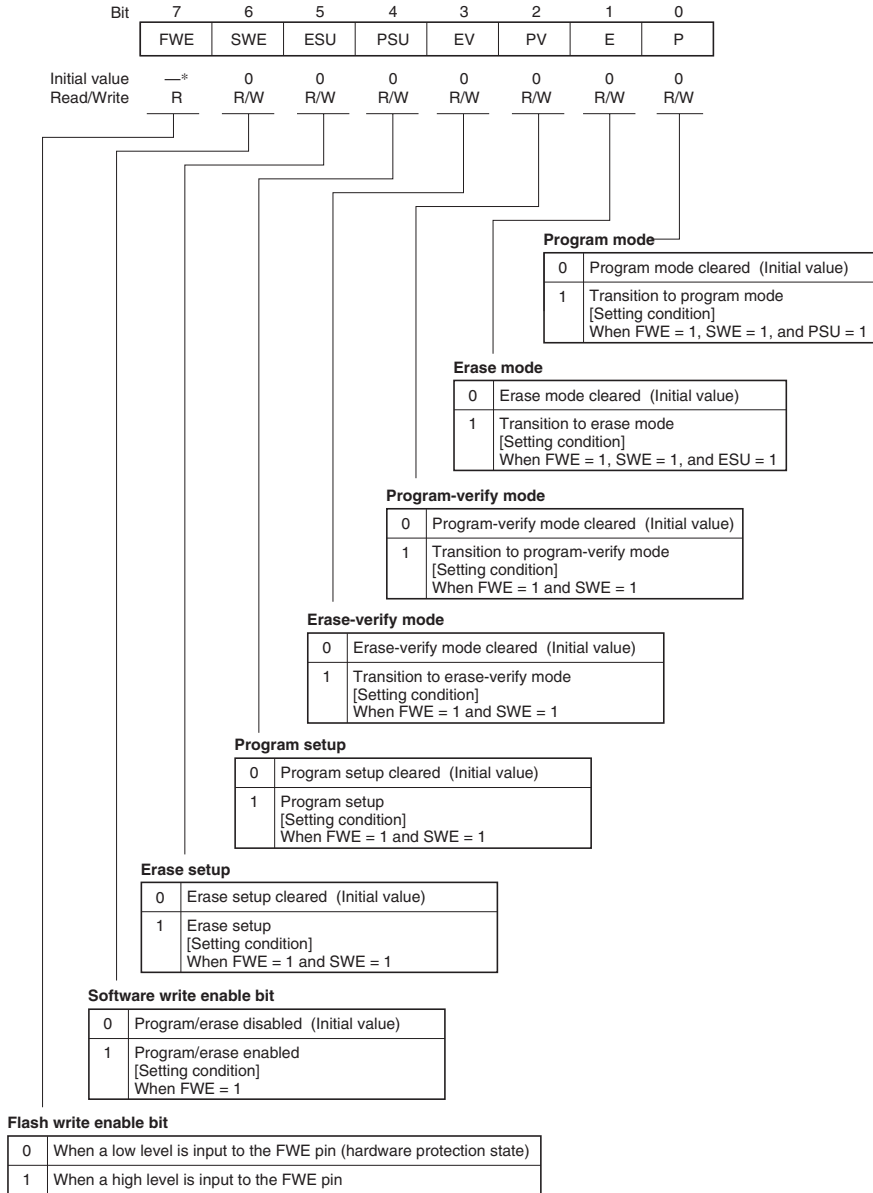 Bit 7 6 5 4 3 2 1 0
FWE SWE ESU PSU EV PV E P
Initial value —* 0 0 0 0 0 0 0
Read/Write R R/W R/W R/W R/W R/W R/W R/W
Program mode
0 Program mode cleared (Initial value)
1 Transition to program mode
[Setting condition]
When FWE = 1, SWE = 1, and PSU = 1
Erase mode
0 Erase mode cleared (Initial value)
1 Transition to erase mode
[Setting condition]
When FWE = 1, SWE = 1, and ESU = 1
Program-verify mode
0 Program-verify mode cleared (Initial value)
1 Transition to program-verify mode
[Setting condition]
When FWE = 1 and SWE = 1
Erase-verify mode
0 Erase-verify mode cleared (Initial value)
1 Transition to erase-verify mode
[Setting condition]
When FWE = 1 and SWE = 1
Program setup
0 Program setup cleared (Initial value)
1 Program setup
[Setting condition]
When FWE = 1 and SWE = 1
Erase setup
0 Erase setup cleared (Initial value)
1 Erase setup
[Setting condition]
When FWE = 1 and SWE = 1
Software write enable bit
0 Program/erase disabled (Initial value)
1 Program/erase enabled
[Setting condition]
When FWE = 1
Flash write enable bit
0 When a low level is input to the FWE pin (hardware protection state)
1 When a high level is input to the FWE pin